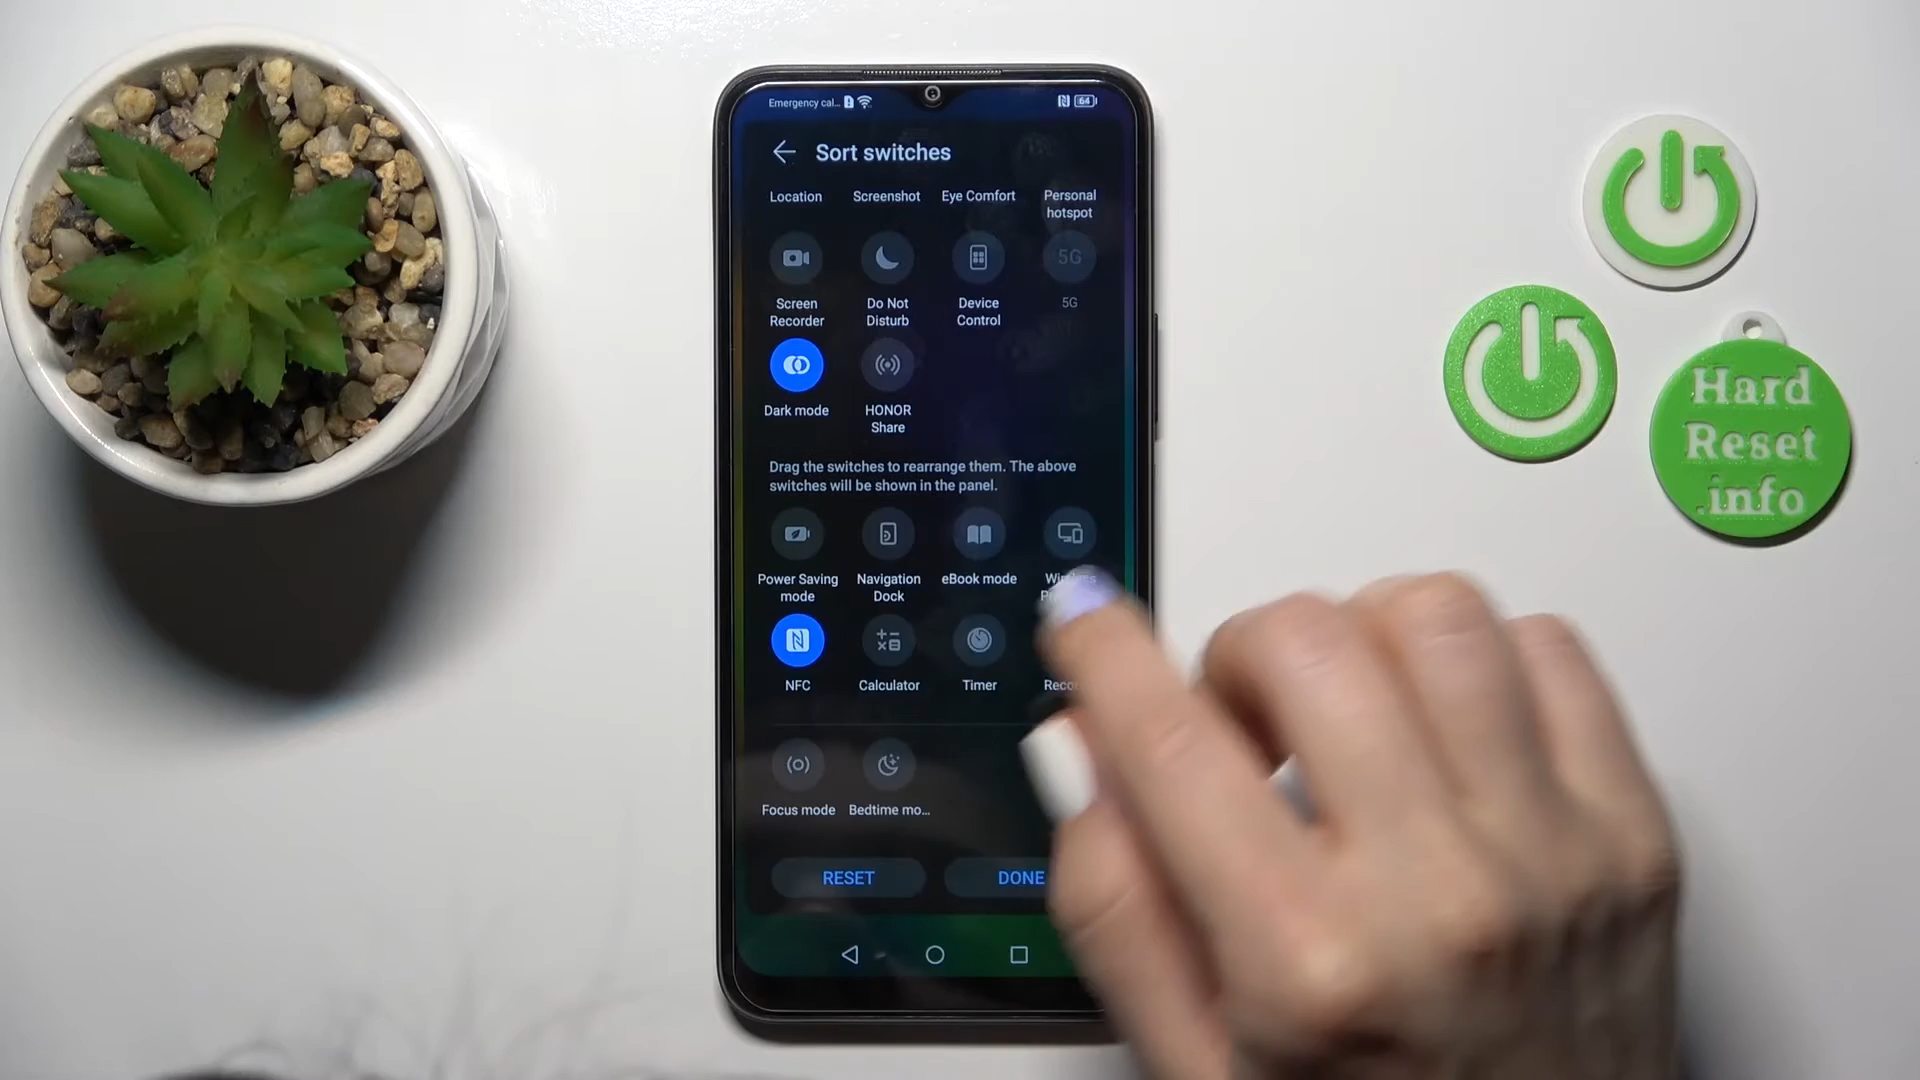 Emergency cal... 64
Sort switches
Location Screenshot Eye Comfort Personal hotspot
5G
Screen Recorder Do Not Disturb Device Control 5G
Dark mode HONOR Share
Drag the switches to rearrange them. The above
switches will be shown in the panel.
Power Saving mode Navigation Dock eBook mode
NFC Calculator Timer
Focus mode Bedtime mo...
RESET DONE
Hard
Reset
.info